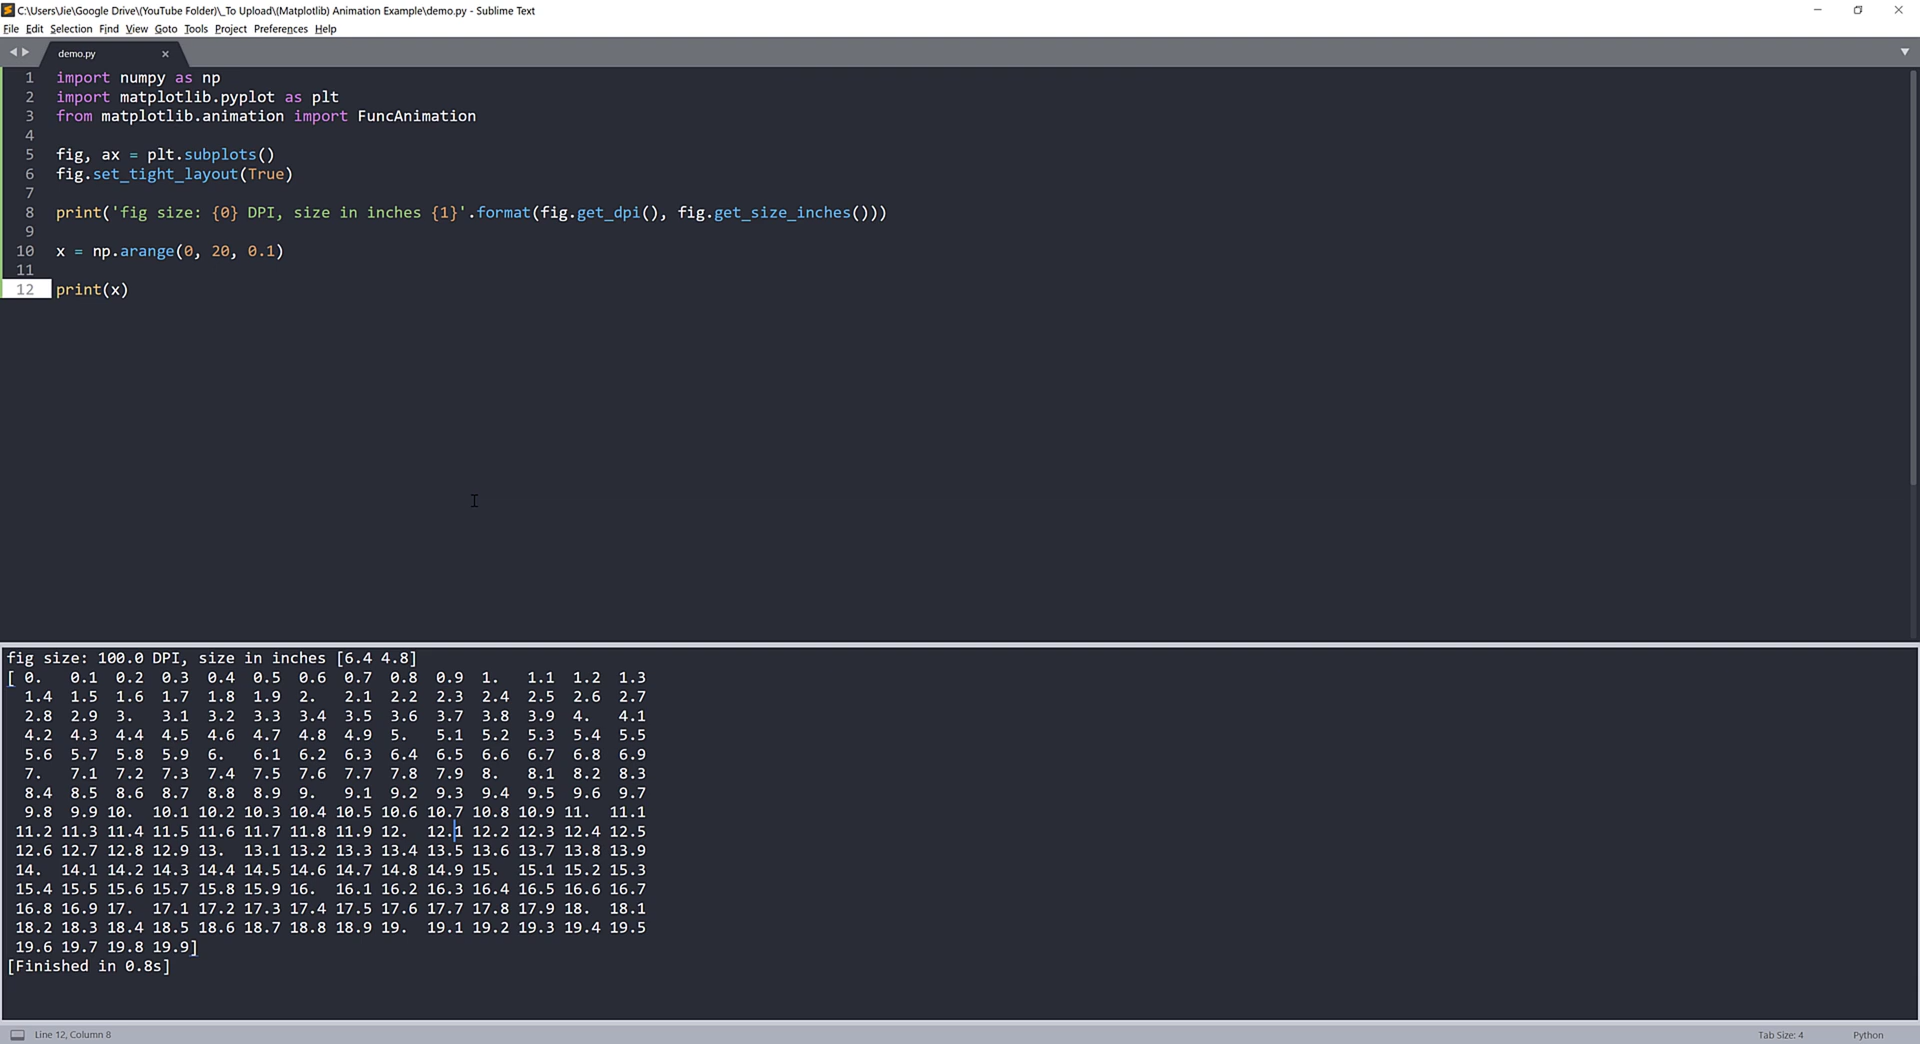 C:\Users\Jie\Google Drive\(YouTube Folder)\_To Upload\(Matplotlib) Animation Example\demo.py - Sublime Text
File Edit Selection Find View Goto Tools Project Preferences Help
demo.py
1 import numpy as np
2 import matplotlib.pyplot as plt
3 from matplotlib.animation import FuncAnimation
4
5 fig, ax = plt.subplots()
6 fig.set_tight_layout(True)
7
8 print('fig size: {0} DPI, size in inches {1}'.format(fig.get_dpi(), fig.get_size_inches()))
9
10 x = np.arange(0, 20, 0.1)
11
12 print(x)
fig size: 100.0 DPI, size in inches [6.4 4.8]
[ 0. 0.1 0.2 0.3 0.4 0.5 0.6 0.7 0.8 0.9 1. 1.1 1.2 1.3
1.4 1.5 1.6 1.7 1.8 1.9 2. 2.1 2.2 2.3 2.4 2.5 2.6 2.7
2.8 2.9 3. 3.1 3.2 3.3 3.4 3.5 3.6 3.7 3.8 3.9 4. 4.1
4.2 4.3 4.4 4.5 4.6 4.7 4.8 4.9 5. 5.1 5.2 5.3 5.4 5.5
5.6 5.7 5.8 5.9 6. 6.1 6.2 6.3 6.4 6.5 6.6 6.7 6.8 6.9
7. 7.1 7.2 7.3 7.4 7.5 7.6 7.7 7.8 7.9 8. 8.1 8.2 8.3
8.4 8.5 8.6 8.7 8.8 8.9 9. 9.1 9.2 9.3 9.4 9.5 9.6 9.7
9.8 9.9 10. 10.1 10.2 10.3 10.4 10.5 10.6 10.7 10.8 10.9 11. 11.1
11.2 11.3 11.4 11.5 11.6 11.7 11.8 11.9 12. 12.1 12.2 12.3 12.4 12.5
12.6 12.7 12.8 12.9 13. 13.1 13.2 13.3 13.4 13.5 13.6 13.7 13.8 13.9
14. 14.1 14.2 14.3 14.4 14.5 14.6 14.7 14.8 14.9 15. 15.1 15.2 15.3
15.4 15.5 15.6 15.7 15.8 15.9 16. 16.1 16.2 16.3 16.4 16.5 16.6 16.7
16.8 16.9 17. 17.1 17.2 17.3 17.4 17.5 17.6 17.7 17.8 17.9 18. 18.1
18.2 18.3 18.4 18.5 18.6 18.7 18.8 18.9 19. 19.1 19.2 19.3 19.4 19.5
19.6 19.7 19.8 19.9]
[Finished in 0.8s]
Line 12, Column 8 Tab Size: 4 Python